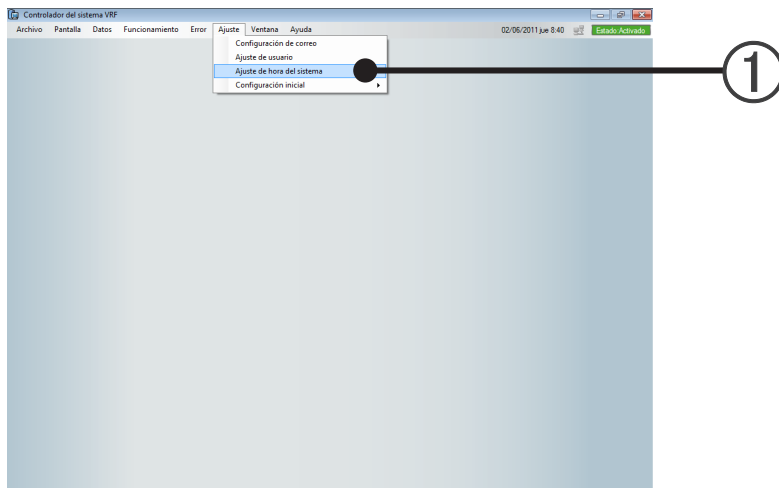 Controlador del sistema VRF
Archivo Pantalla Datos Funcionamiento Error Ajuste Ventana Ayuda 02/06/2011 jue 8:40 Estado Activado
Configuración de correo
Ajuste de usuario
Ajuste de hora del sistema
Configuración inicial
1